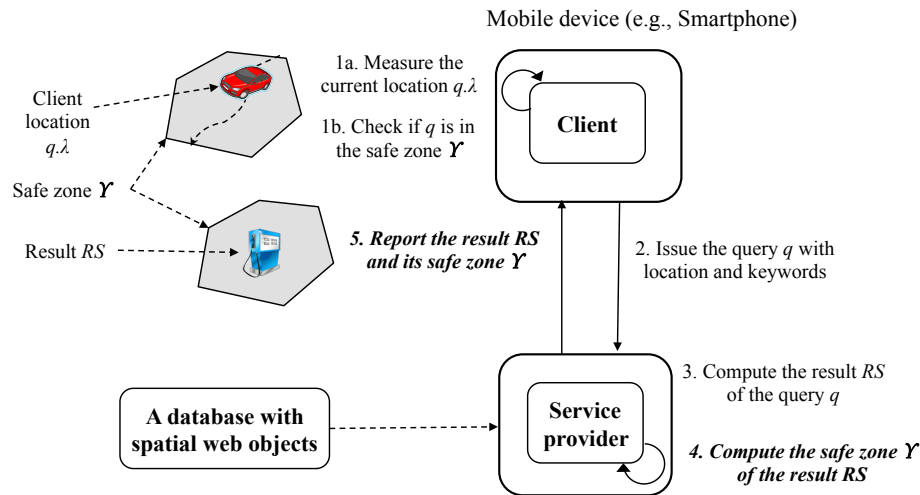 Mobile device (e.g., Smartphone)
1a. Measure the
current location q.λ
Client
location
q.λ
Client
1b. Check if q is in
the safe zone ϒ
Safe zone ϒ
Result RS
5. Report the result RS
and its safe zone ϒ
2. Issue the query q with
location and keywords
3. Compute the result RS
of the query q
A database with
spatial web objects
Service
provider
4. Compute the safe zone ϒ
of the result RS